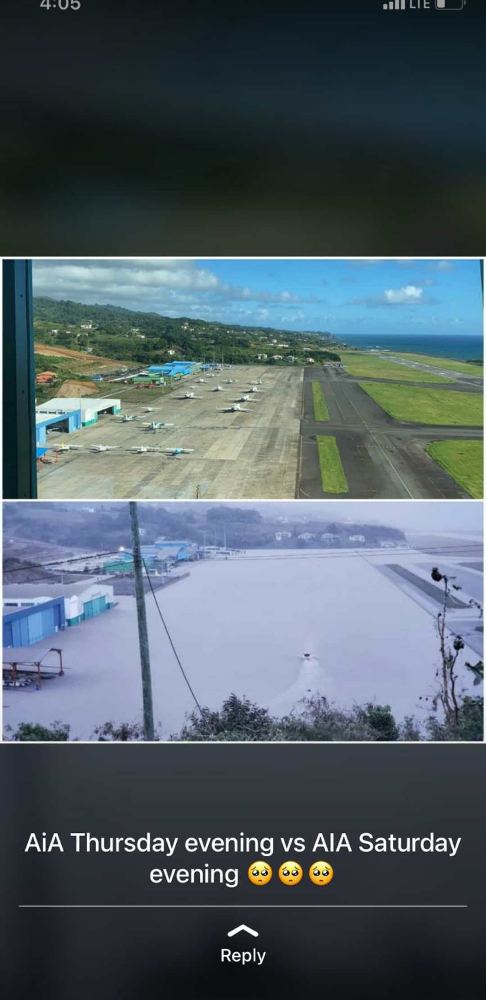 4:05
LTE
AiA Thursday evening vs AIA Saturday
evening 🥺🥺🥺
Reply